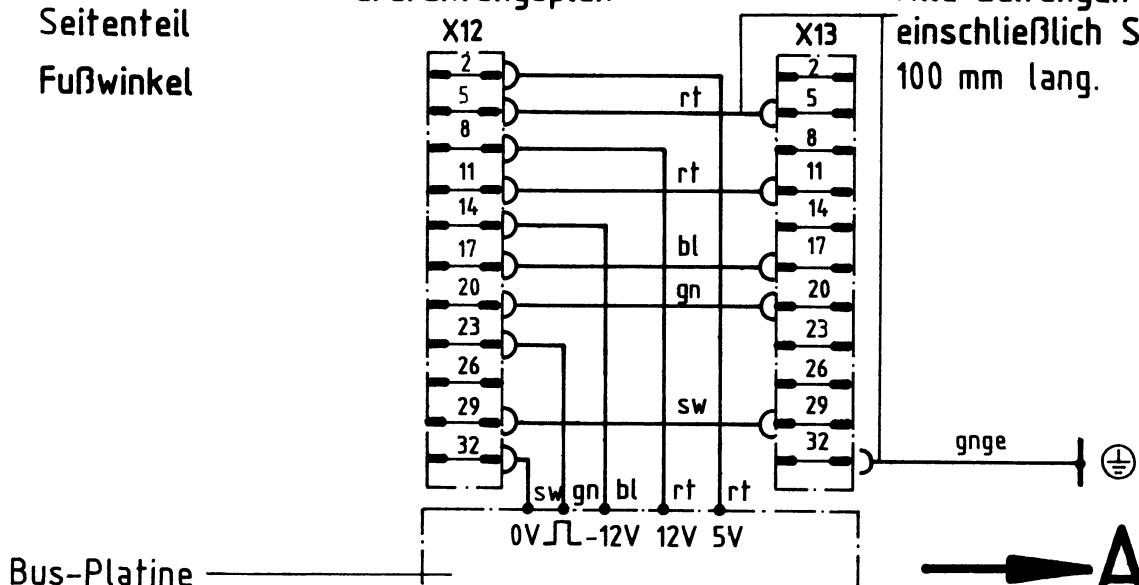 Seitenteil
Fußwinkel
einschließlich S
100 mm lang.
X12
2
5
8
11
14
17
20
23
26
29
32
X13
2
5
8
11
14
17
20
23
26
29
32
rt
rt
bl
gn
sw
gnge
sw gn bl rt rt
0V -12V 12V 5V
Bus-Platine
A